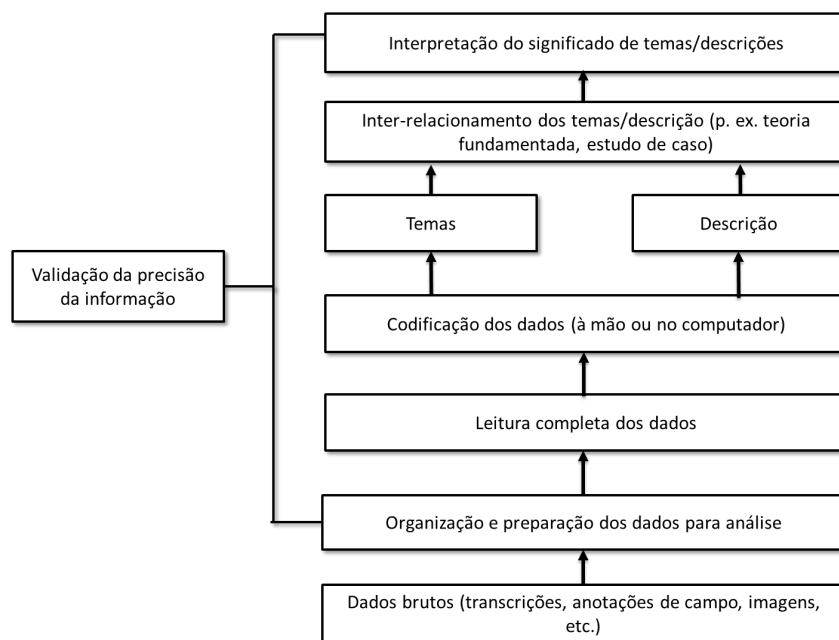 Interpretação do significado de temas/descrições
Inter-relacionamento dos temas/descrição (p. ex. teoria
fundamentada, estudo de caso)
Temas
Descrição
Validação da precisão
da informação
Codificação dos dados (à mão ou no computador)
Leitura completa dos dados
Organização e preparação dos dados para análise
Dados brutos (transcrições, anotações de campo, imagens,
etc.)